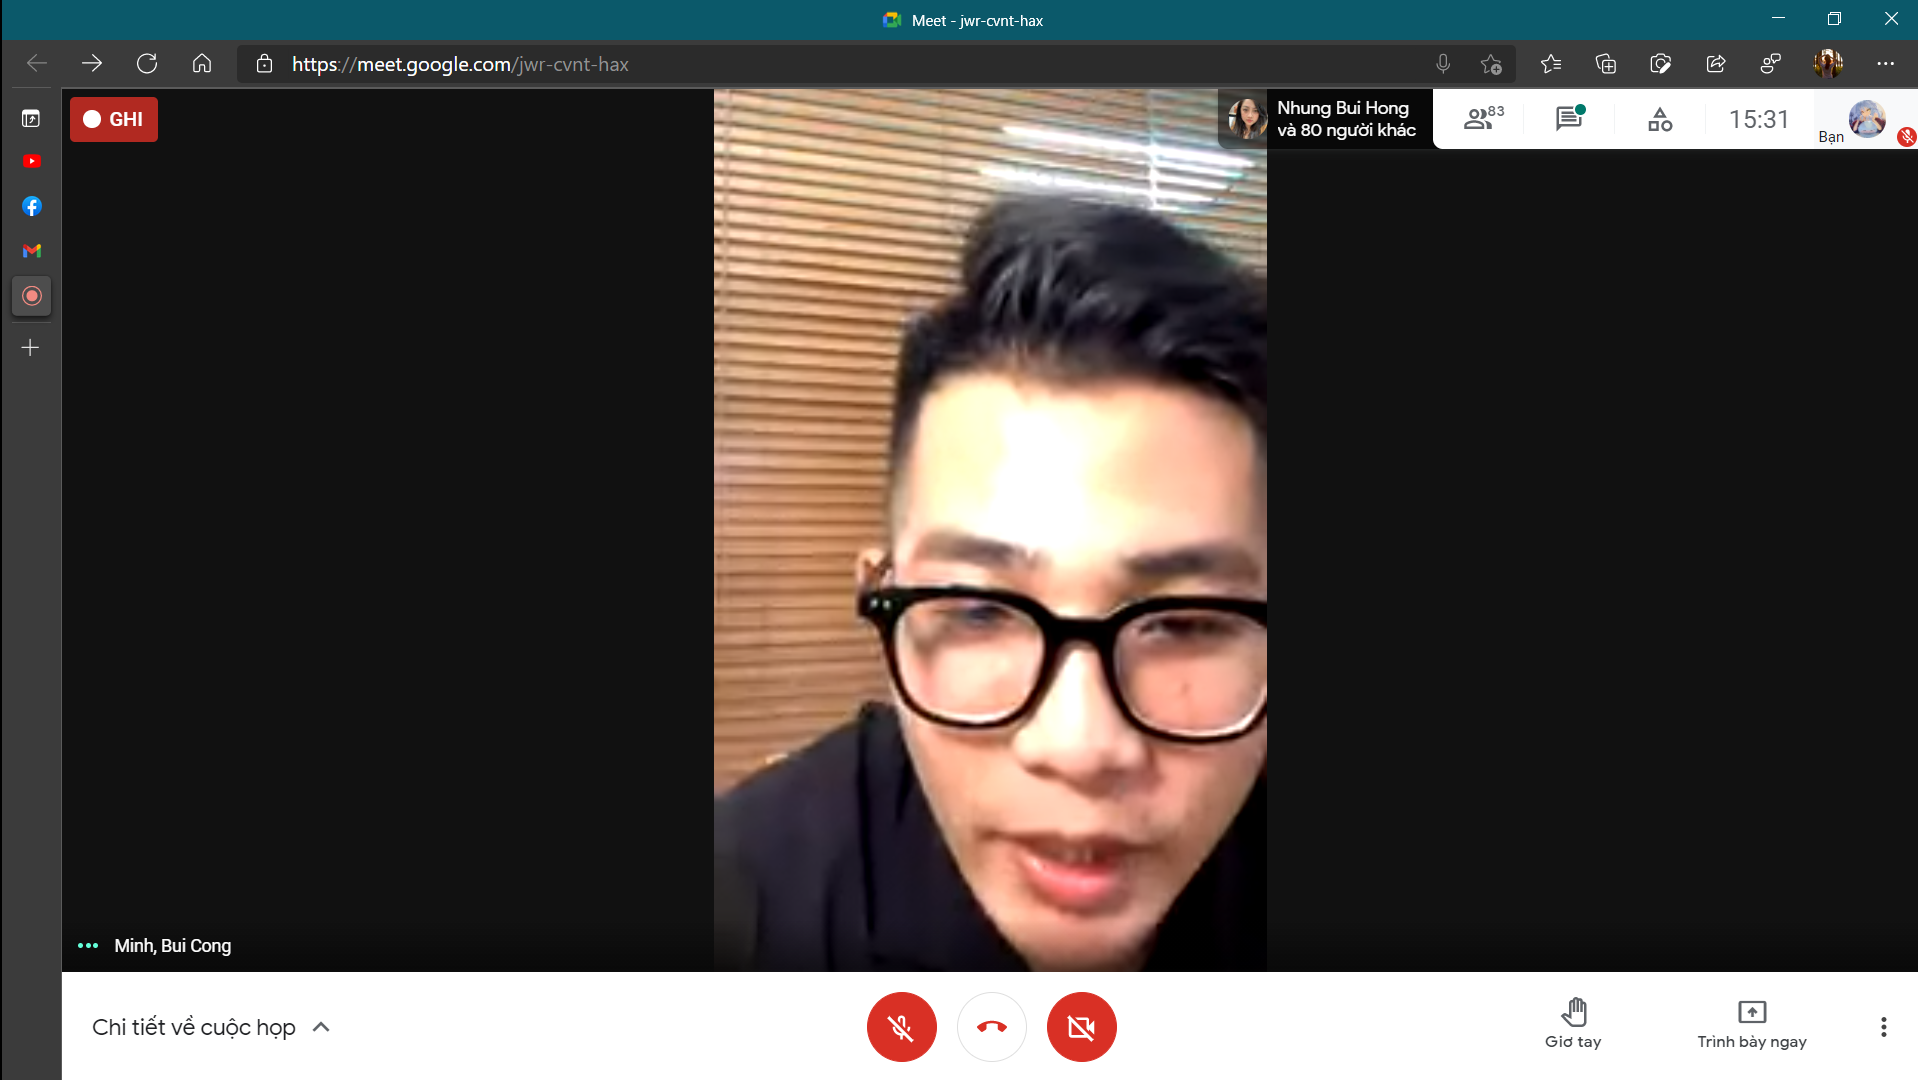 Meet - jwr-cvnt-hax
https://meet.google.com/jwr-cvnt-hax
GHI
Nhung Bui Hong
và 80 người khác
83
15:31
Bạn
Minh, Bui Cong
Chi tiết về cuộc họp
Giơ tay
Trình bày ngay